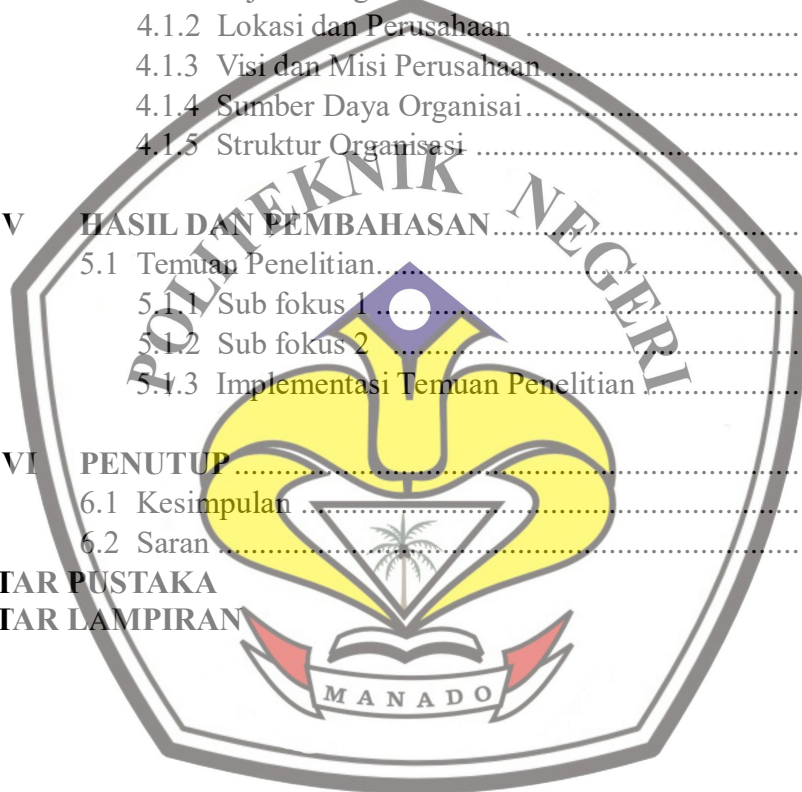 4.1.2 Lokasi dan Perusahaan ..................................
4.1.3 Visi dan Misi Perusahaan..................................
4.1.4 Sumber Daya Organisai..................................
4.1.5 Struktur Organisasi ..................................
V HASIL DAN PEMBAHASAN..................................
5.1 Temuan Penelitian..................................
5.1.1 Sub fokus 1 ..................................
5.1.2 Sub fokus 2 ..................................
5.1.3 Implementasi Temuan Penelitian ..................
VI PENUTUP..................................
6.1 Kesimpulan ..................................
6.2 Saran ..................................
TAR PUSTAKA
TAR LAMPIRAN
POLITEKNIK NEGERI
MANADO